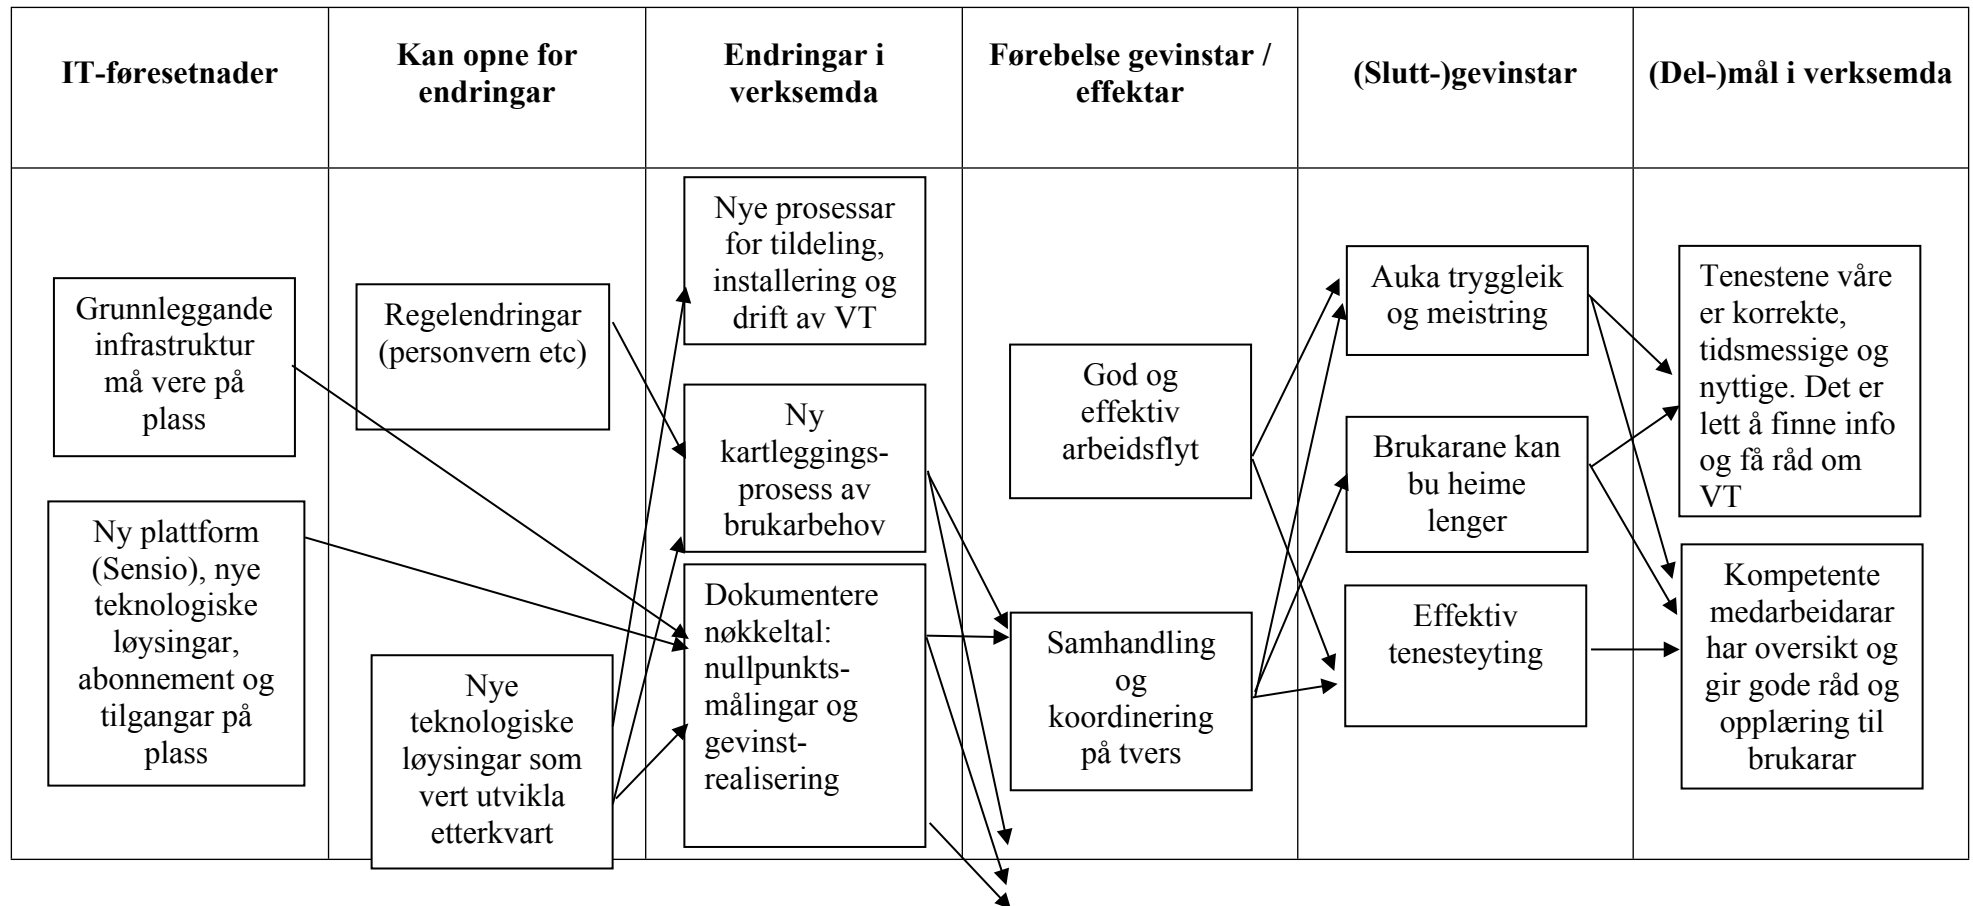 IT-føresetnader
Kan opne for
endringar
Endringar i
verksemda
Førebelse gevinstar /
effektar
(Slutt-)gevinstar
(Del-)mål i verksemda
Grunnleggande
infrastruktur
må vere på
plass
Ny plattform
(Sensio), nye
teknologiske
løysingar,
abonnement og
tilgangar på
plass
Regelendringar
(personvern etc)
Nye
teknologiske
løysingar som
vert utvikla
etterkvart
Nye prosessar
for tildeling,
installering og
drift av VT
Ny
kartleggings-
prosess av
brukarbehov
Dokumentere
nøkkeltal:
nullpunkts-
målingar og
gevinst-
realisering
God og
effektiv
arbeidsflyt
Samhandling
og
koordinering
på tvers
Auka tryggleik
og meistring
Brukarane kan
bu heime
lenger
Effektiv
tenesteyting
Tenestene våre
er korrekte,
tidsmessige og
nyttige. Det er
lett å finne info
og få råd om
VT
Kompetente
medarbeidarar
har oversikt og
gir gode råd og
opplæring til
brukarar